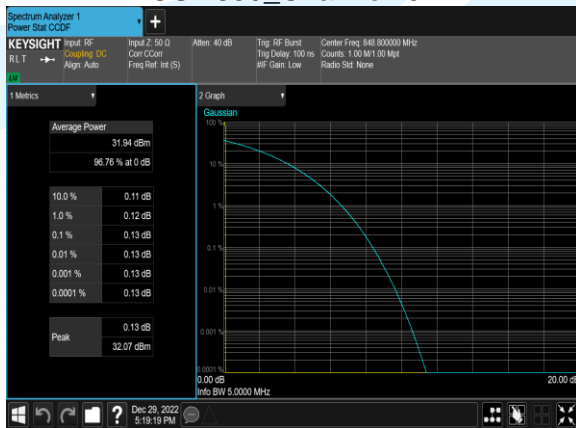 Spectrum Analyzer 1
Power Stat CCDF
+
KEYSIGHT
RLT
Input: RF
Coupling: DC
Align: Auto
Input Z: 50 Ω
Corr CCorr
Freq Ref: Int (S)
Atten: 40 dB
Trig: RF Burst
Trig Delay: 100 ns
#IF Gain: Low
Center Freq: 848.800000 MHz
Counts: 1.00 M/1.00 Mpt
Radio Std: None
1 Metrics
2 Graph
Average Power
31.94 dBm
96.76 % at 0 dB
10.0 % 0.11 dB
1.0 % 0.12 dB
0.1 % 0.13 dB
0.01 % 0.13 dB
0.001 % 0.13 dB
0.0001 % 0.13 dB
Peak
0.13 dB
32.07 dBm
Gaussian
100 %
10 %
1 %
0.1 %
0.01 %
0.001 %
0.0001 %
0.00 dB
20.00 dB
Info BW 5.0000 MHz
?
Dec 29, 2022
5:19:19 PM